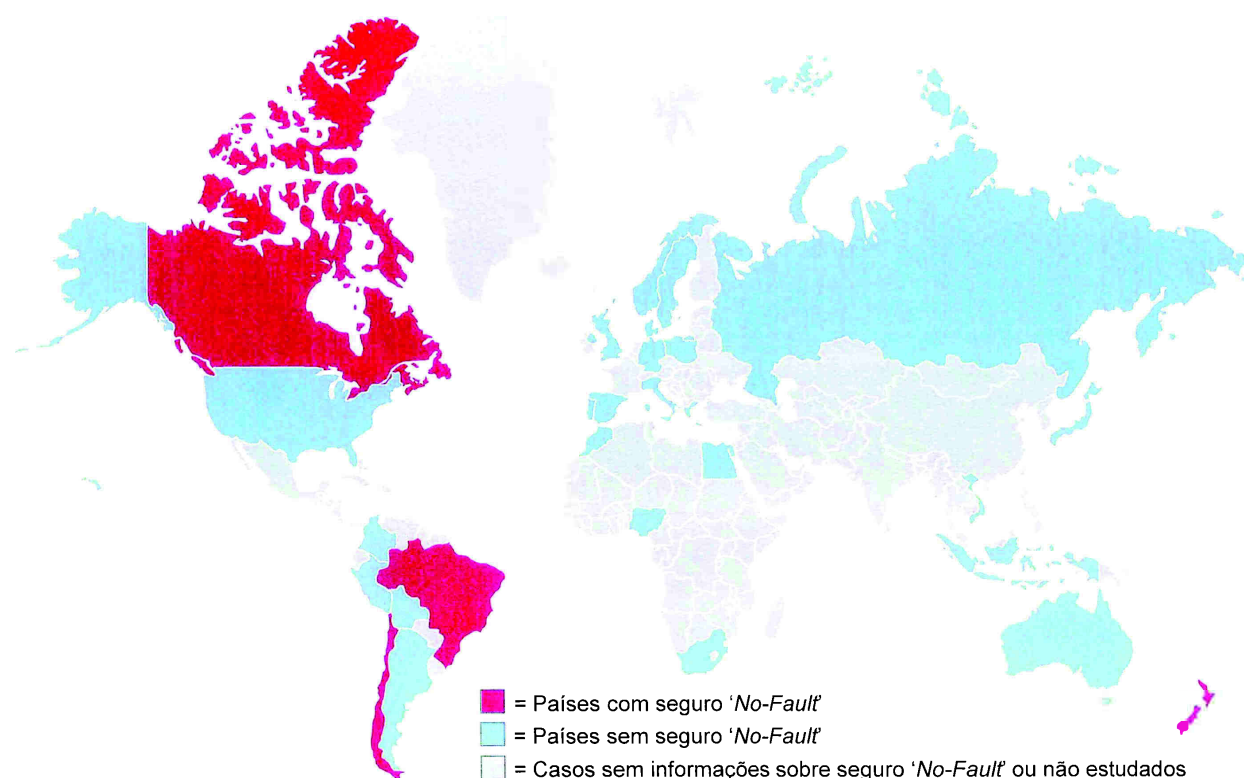 = Países com seguro ‘No-Fault’
= Países sem seguro ‘No-Fault’
= Casos sem informações sobre seguro ‘No-Fault’ ou não estudados